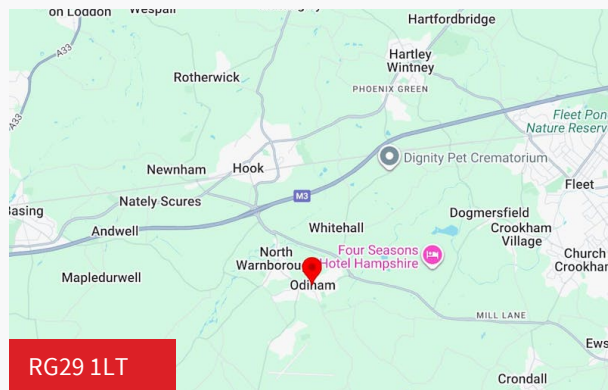 on Loddon
Hartfordbridge
A33
Hartley
Wintney
Rotherwick
PHOENIX GREEN
A33
Fleet Pond
Nature Reserv
Dignity Pet Crematorium
Newnham
Hook
Fleet
M3
Nately Scures
Basing
Andwell
Whitehall
Dogmersfield
Crookham
Village
North
Warnborough
Four Seasons
Hotel Hampshire
Church
Crookham
Mapledurwell
Odiham
MILL LANE
Ews
Crondall
RG29 1LT